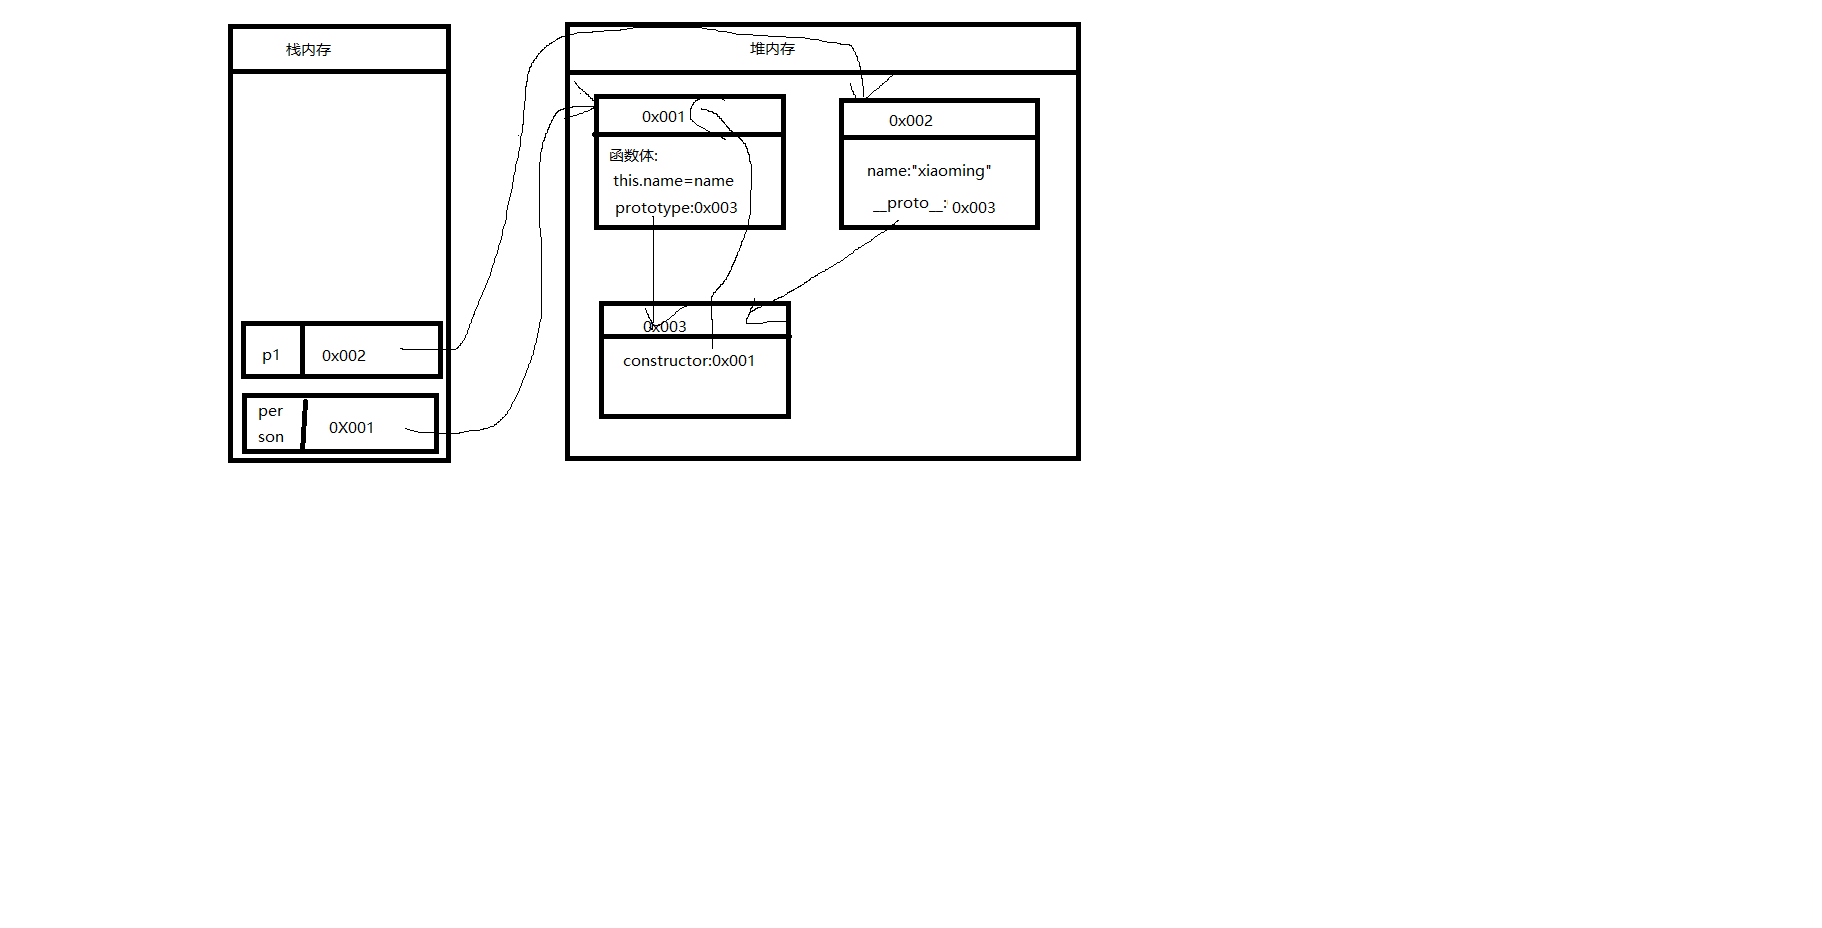 栈内存
p1
0x002
per
son
0X001
堆内存
0x001
函数体:
this.name=name
prototype:0x003
0x002
name:"xiaoming"
__proto__: 0x003
0x003
constructor:0x001